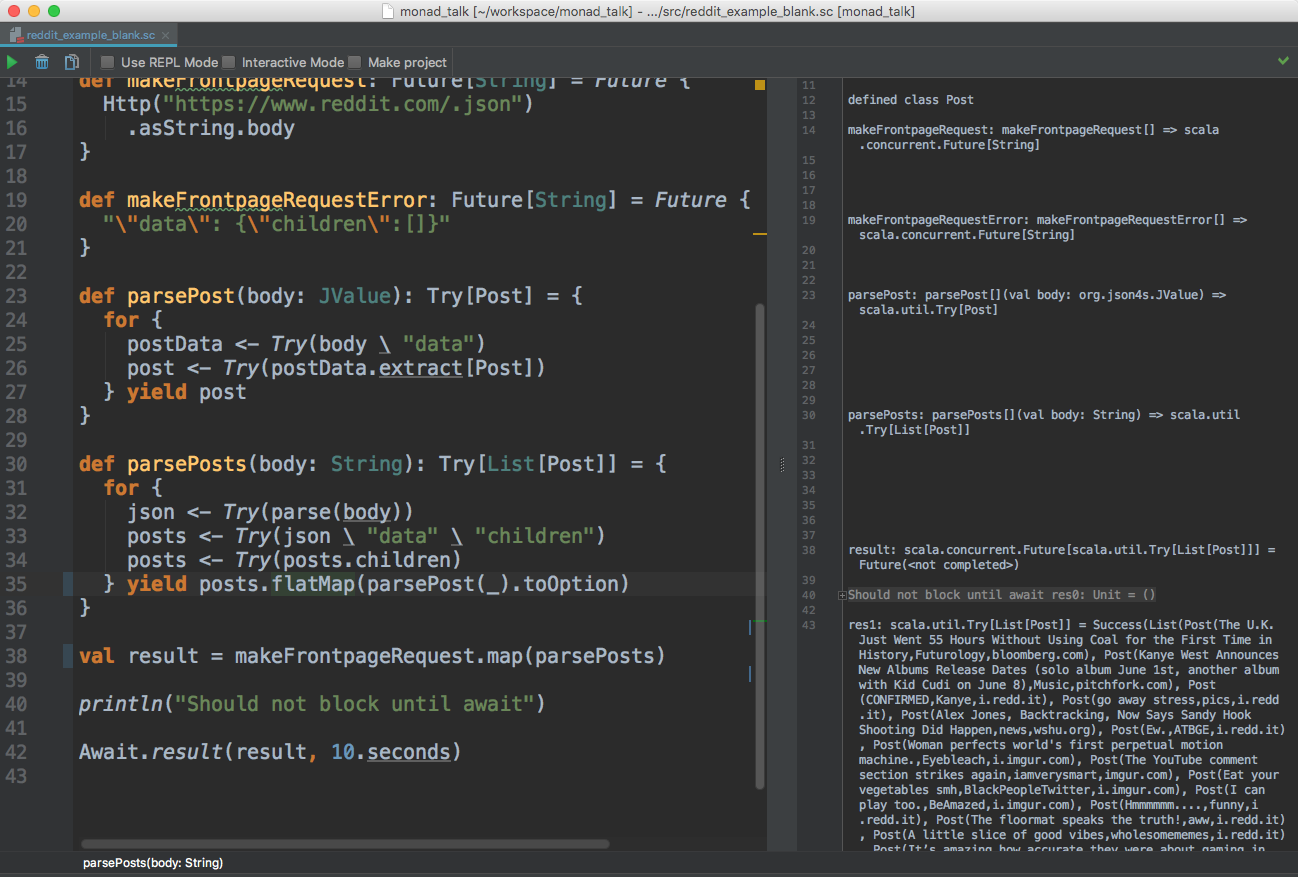 monad_talk [~/workspace/monad_talk] - .../src/reddit_example_blank.sc [monad_talk]
reddit_example_blank.sc
Use REPL Mode Interactive Mode Make project
14 def makeFrontpageRequest: Future[String] = Future {
15 Http("https://www.reddit.com/.json")
16 .asString.body
17 }
18
19 def makeFrontpageRequestError: Future[String] = Future {
20 "\"data\": {\"children\":[]}"
21 }
22
23 def parsePost(body: JValue): Try[Post] = {
24 for {
25 postData <- Try(body \ "data")
26 post <- Try(postData.extract[Post])
27 } yield post
28 }
29
30 def parsePosts(body: String): Try[List[Post]] = {
31 for {
32 json <- Try(parse(body))
33 posts <- Try(json \ "data" \ "children")
34 posts <- Try(posts.children)
35 } yield posts.flatMap(parsePost(_).toOption)
36 }
37
38 val result = makeFrontpageRequest.map(parsePosts)
39
40 println("Should not block until await")
41
42 Await.result(result, 10.seconds)
43
11
12 defined class Post
13
14 makeFrontpageRequest: makeFrontpageRequest[] => scala
.concurrent.Future[String]
15
16
17
18
19 makeFrontpageRequestError: makeFrontpageRequestError[] =>
scala.concurrent.Future[String]
20
21
22
23 parsePost: parsePost[](val body: org.json4s.JValue) =>
scala.util.Try[Post]
24
25
26
27
28
29
30 parsePosts: parsePosts[](val body: String) => scala.util
.Try[List[Post]]
31
32
33
34
35
36
37
38 result: scala.concurrent.Future[scala.util.Try[List[Post]]] =
Future(<not completed>)
39
40 Should not block until await res0: Unit = ()
42
43 res1: scala.util.Try[List[Post]] = Success(List(Post(The U.K.
Just Went 55 Hours Without Using Coal for the First Time in
History,Futurology,bloomberg.com), Post(Kanye West Announces
New Albums Release Dates (solo album June 1st, another album
with Kid Cudi on June 8),Music,pitchfork.com), Post
(CONFIRMED,Kanye,i.redd.it), Post(go away stress,pics,i.redd
.it), Post(Alex Jones, Backtracking, Now Says Sandy Hook
Shooting Did Happen,news,wshu.org), Post(Ew.,ATBGE,i.redd.it)
, Post(Woman perfects world's first perpetual motion
machine.,Eyebleach,i.imgur.com), Post(The YouTube comment
section strikes again,iamverysmart,imgur.com), Post(Eat your
vegetables smh,BlackPeopleTwitter,i.imgur.com), Post(I can
play too.,BeAmazed,i.imgur.com), Post(Hmmmmmm....,funny,i
.redd.it), Post(The floormat speaks the truth!,aww,i.redd.it)
, Post(A little slice of good vibes,wholesomememes,i.redd.it)
, Post(It's amazing how accurate they were about gaming in
parsePosts(body: String)